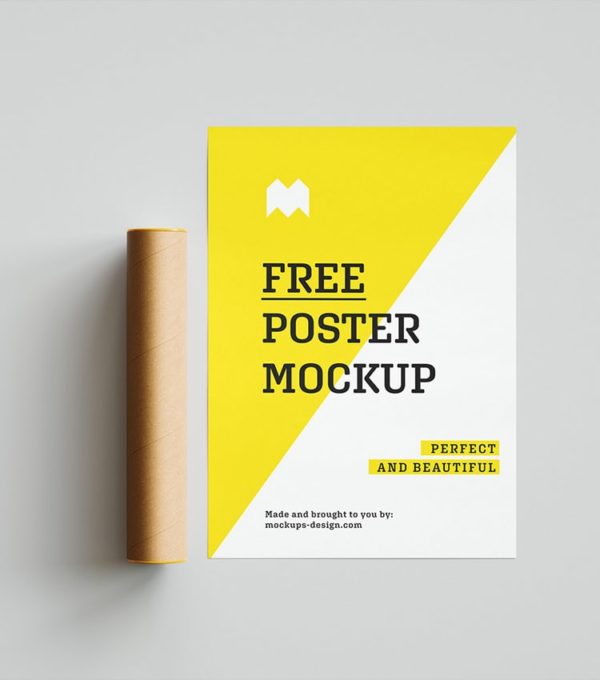 FREE
POSTER
MOCKUP
PERFECT
AND BEAUTIFUL
Made and brought to you by:
mockups-design.com